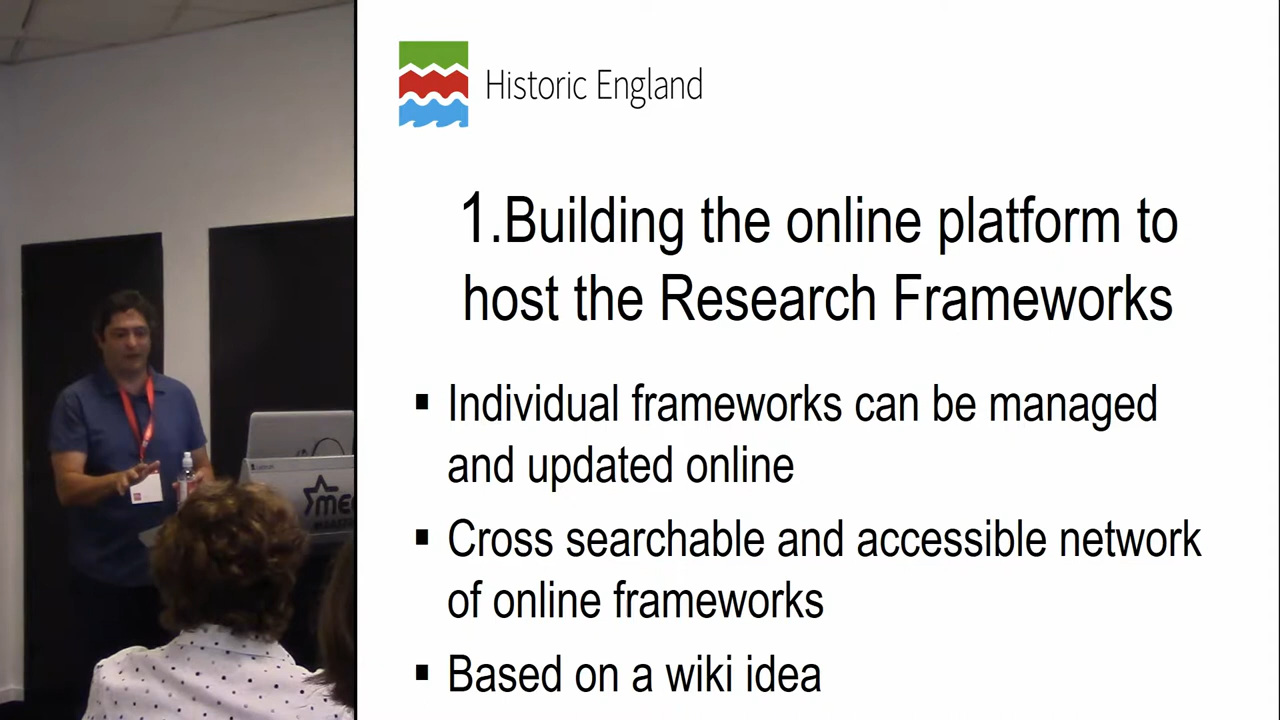 Historic England
1.Building the online platform to
host the Research Frameworks
▪ Individual frameworks can be managed
and updated online
▪ Cross searchable and accessible network
of online frameworks
▪ Based on a wiki idea